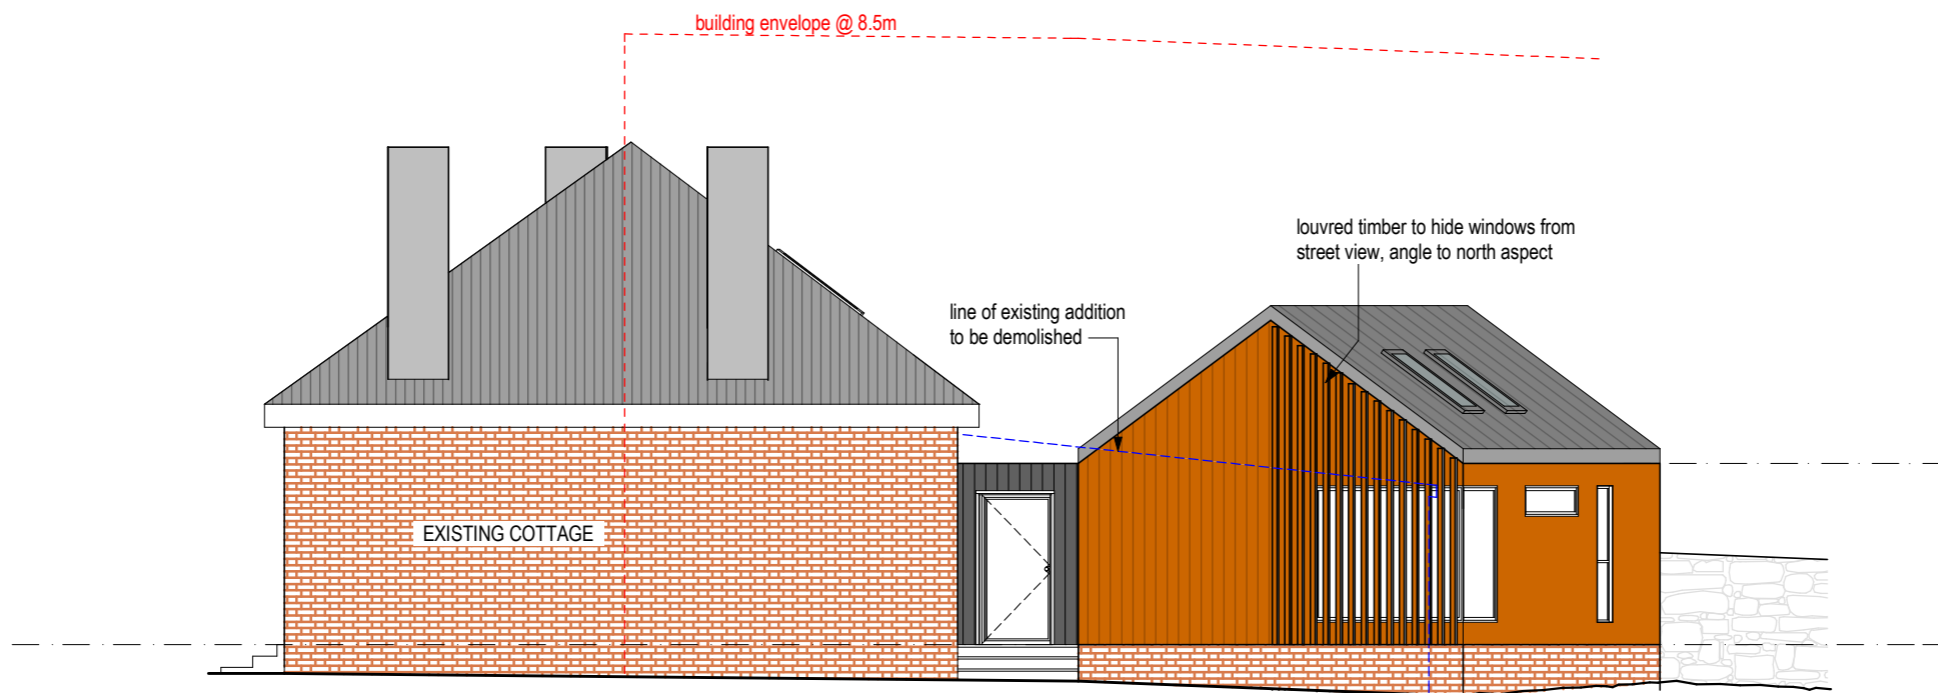 building envelope @ 8.5m
louvred timber to hide windows from
street view, angle to north aspect
line of existing addition
to be demolished
EXISTING COTTAGE